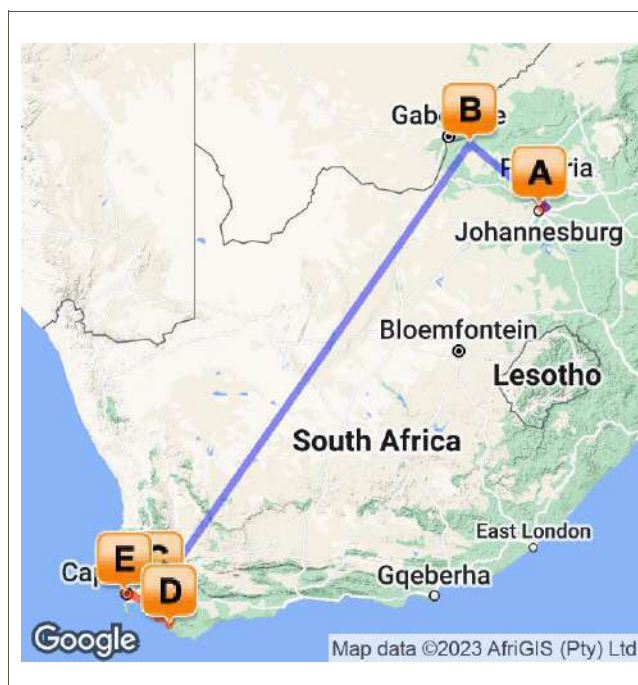 B
A
Johannesburg
Bloemfontein
Lesotho
South Africa
East London
E
D
Gqeberha
Google
Map data ©2023 AfriGIS (Pty) Ltd